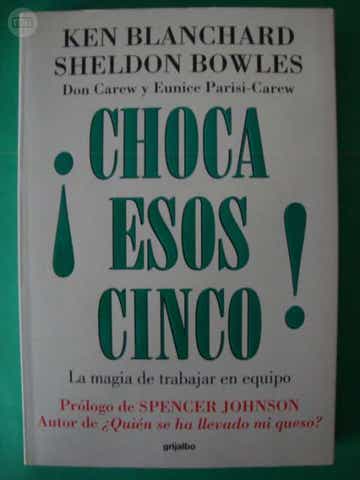 KEN BLANCHARD
SHELDON BOWLES
Don Carew y Eunice Parisi-Carew
¡CHOCA
ESOS
CINCO!
La magia de trabajar en equipo
Prólogo de SPENCER JOHNSON
Autor de ¿Quién se ha llevado mi queso?
grijalbo